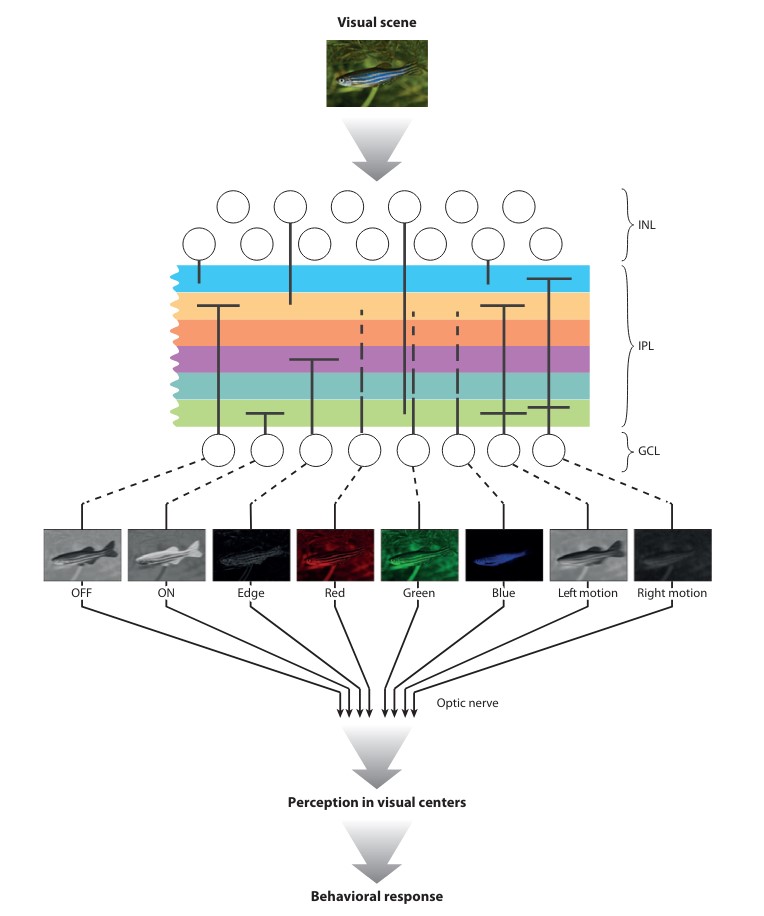 Visual scene
INL
IPL
GCL
OFF
ON
Edge
Red
Green
Blue
Left motion
Right motion
Optic nerve
Perception in visual centers
Behavioral response